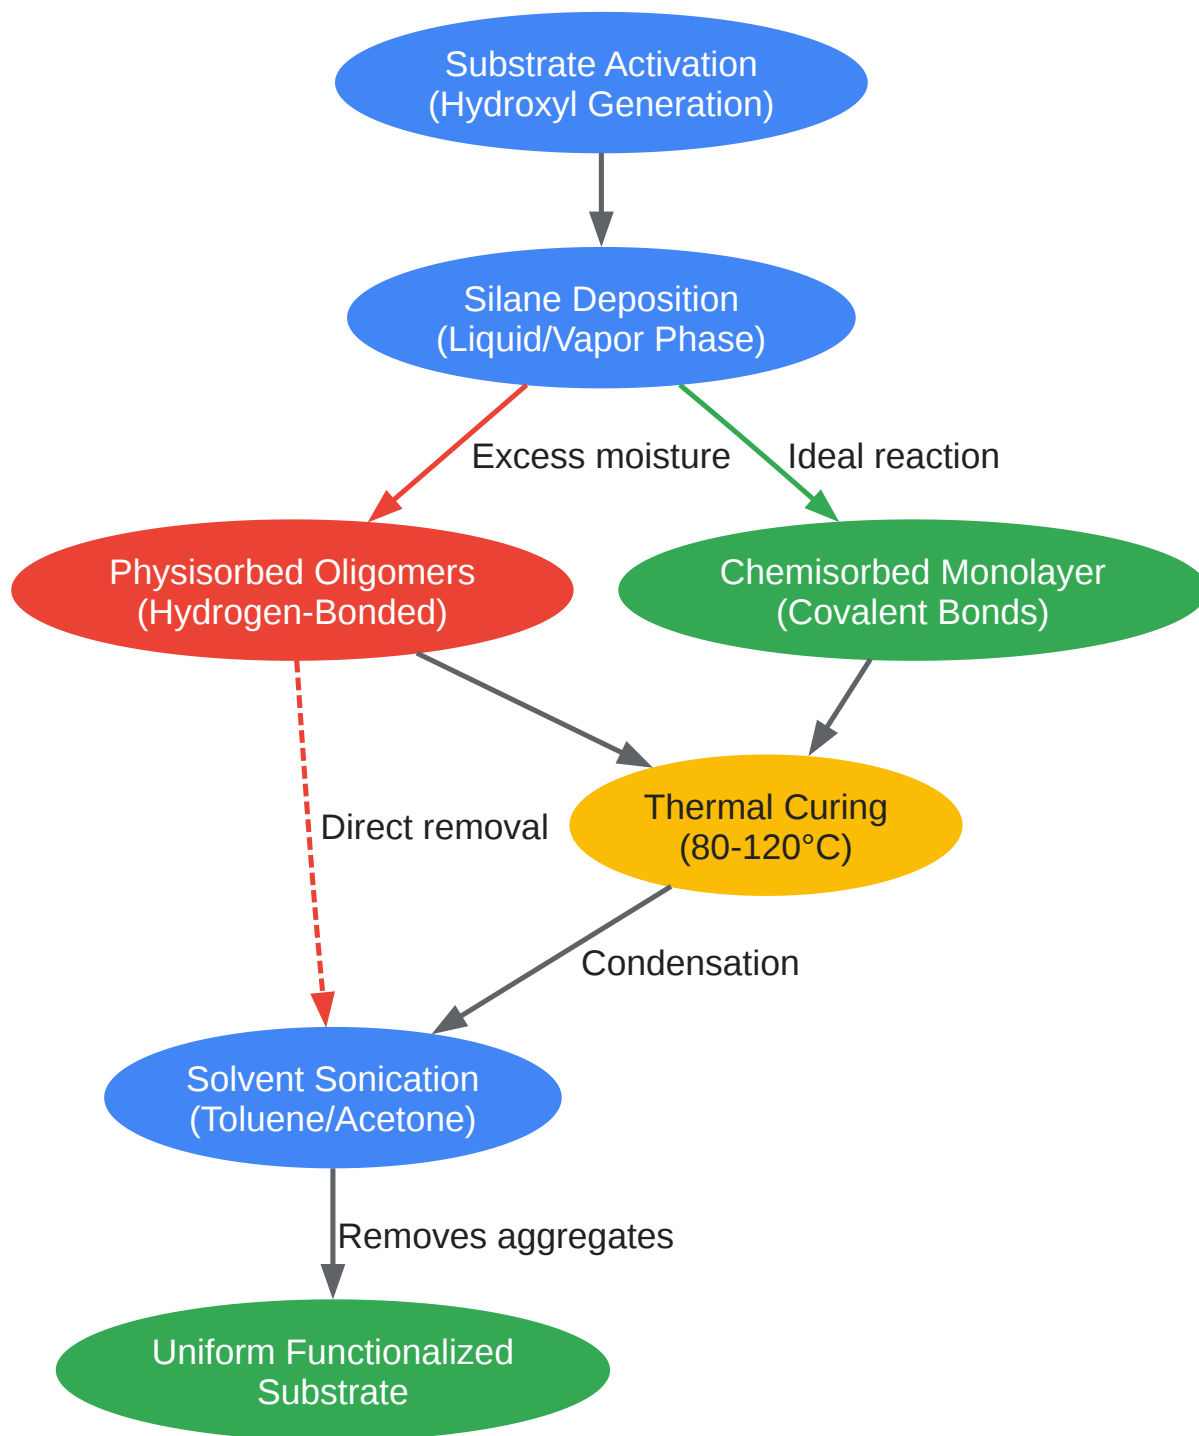 Substrate Activation
(Hydroxyl Generation)
Silane Deposition
(Liquid/Vapor Phase)
Excess moisture
Ideal reaction
Physisorbed Oligomers
(Hydrogen-Bonded)
Chemisorbed Monolayer
(Covalent Bonds)
Thermal Curing
(80-120°C)
Direct removal
Condensation
Solvent Sonication
(Toluene/Acetone)
Removes aggregates
Uniform Functionalized
Substrate